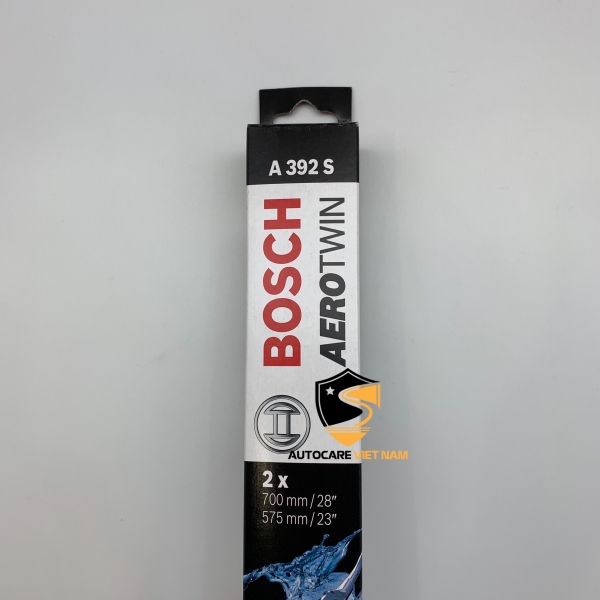 A 392 S
BOSCH
AEROTWIN
AUTOCARE VIET NAM
2 x
700 mm / 28"
575 mm / 23"